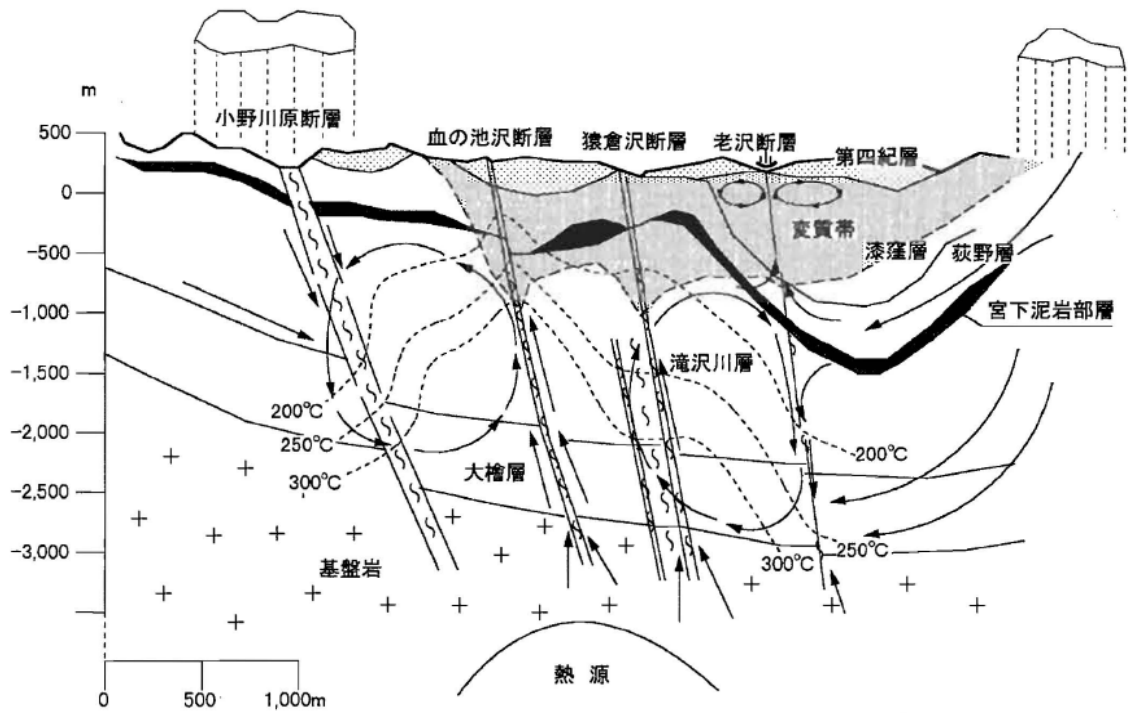 m
500
0
-500
-1,000
-1,500
-2,000
-2,500
-3,000
小野川原断層
血の池沢断層
猿倉沢断層
老沢断層
第四紀層
変質帯
漆窪層
荻野層
宮下泥岩部層
滝沢川層
200℃
250℃
300℃
200℃
250℃
300℃
大檜層
基盤岩
熱源
0
500
1,000m